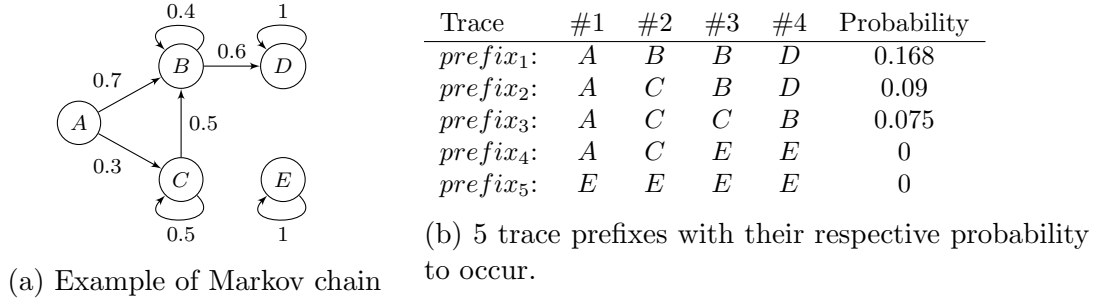 0.4
1
B
0.6
D
0.7
A
0.5
0.3
C
E
0.5
1
(a) Example of Markov chain
Trace #1 #2 #3 #4 Probability
prefix1: A B B D 0.168
prefix2: A C B D 0.09
prefix3: A C C B 0.075
prefix4: A C E E 0
prefix5: E E E E 0
(b) 5 trace prefixes with their respective probability
to occur.